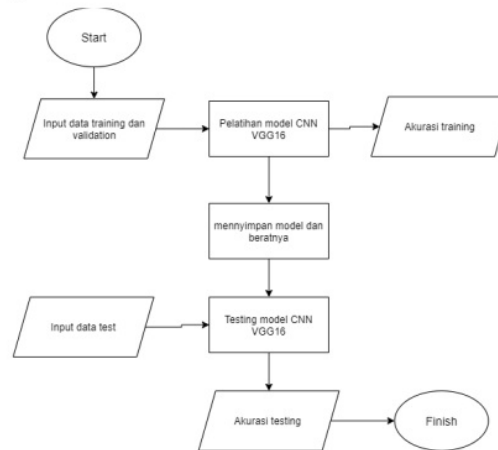 Start
Input data training dan
validation
Pelatihan model CNN
VGG16
Akurasi training
mennyimpan model dan
beratnya
Input data test
Testing model CNN
VGG16
Akurasi testing
Finish